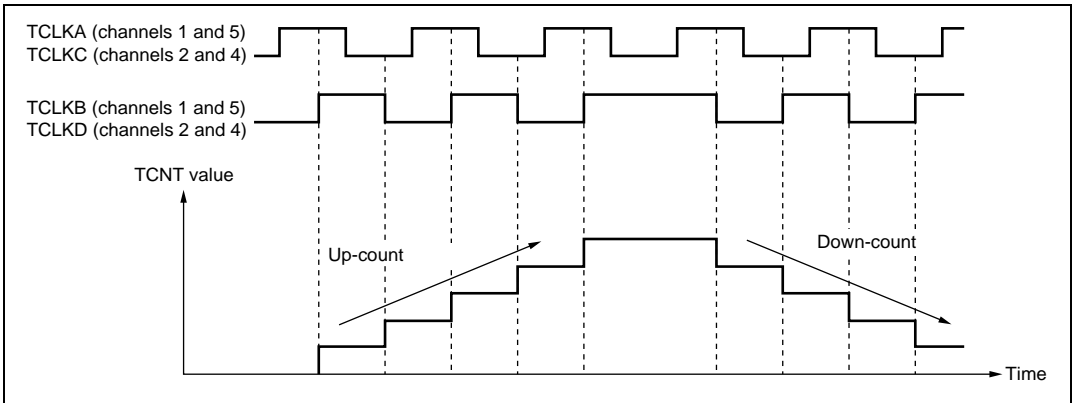 TCLKA (channels 1 and 5)
TCLKC (channels 2 and 4)
TCLKB (channels 1 and 5)
TCLKD (channels 2 and 4)
TCNT value
Up-count
Down-count
Time